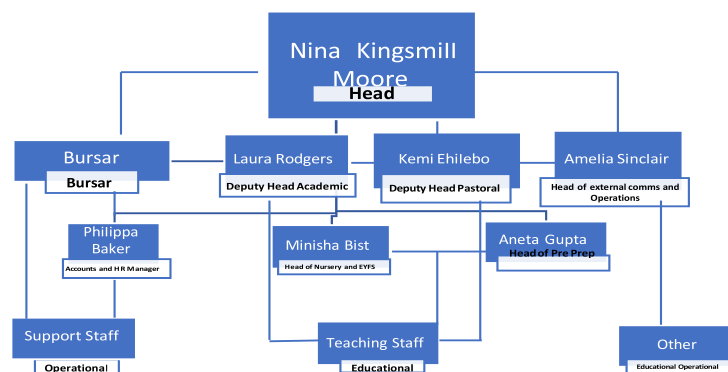 Nina Kingsmill
Moore
Head
Bursar
Bursar
Laura Rodgers
Deputy Head Academic
Kemi Ehilebo
Deputy Head Pastoral
Amelia Sinclair
Head of external comms and
Operations
Philippa
Baker
Accounts and HR Manager
Minisha Bist
Head of Nursery and EYFS
Aneta Gupta
Head of Pre Prep
Support Staff
Operational
Teaching Staff
Educational
Other
Educational Operational